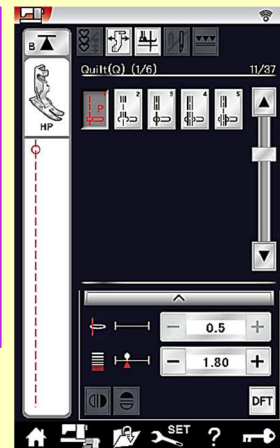 B
Quilt(Q) (1/6) 11/37
HP
1 2 3 4 5
P
− 0.5 +
− 1.80 +
DFT
SET ?